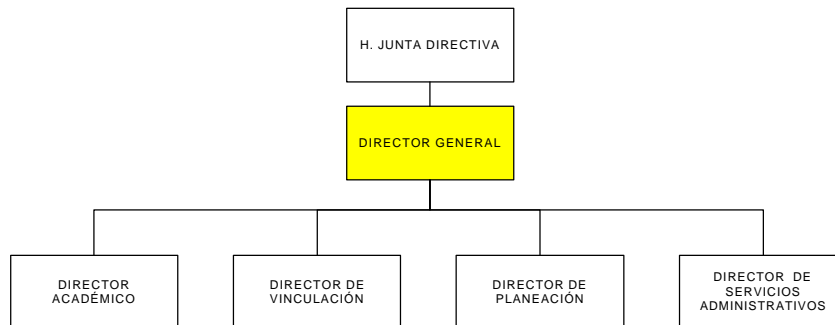 H. JUNTA DIRECTIVA
DIRECTOR GENERAL
DIRECTOR
ACADÉMICO
DIRECTOR DE
VINCULACIÓN
DIRECTOR DE
PLANEACIÓN
DIRECTOR DE
SERVICIOS
ADMINISTRATIVOS